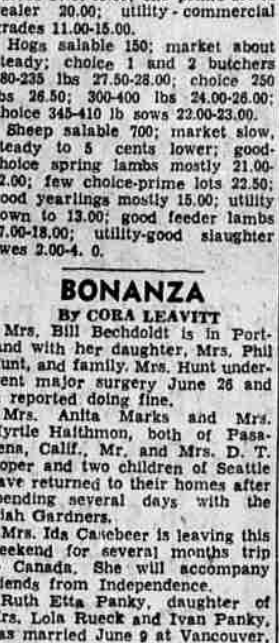 ealer 20.00; utility-commercial
rades 11.00-15.00.
Hogs salable 150; market about
teady; choice 1 and 2 butchers
80-235 lbs 27.50-28.00; choice 250
bs 26.50; 300-400 lbs 24.00-26.00;
hoice 345-410 lb sows 22.00-23.00.
Sheep salable 700; market slow,
teady to 5 cents lower; good-
hoice spring lambs mostly 21.00-
2.00; few choice-prime lots 22.50;
ood yearlings mostly 15.00; utility
own to 13.00; good feeder lambs
7.00-18.00; utility-good slaughter
wes 2.00-4. 0.
BONANZA
By CORA LEAVITT
Mrs. Bill Bechdoldt is in Port-
and with her daughter, Mrs. Phil
unt, and family. Mrs. Hunt under-
ent major surgery June 26 and
reported doing fine.
Mrs. Anita Marks and Mrs.
yrtle Haithmon, both of Pasa-
ena, Calif., Mr. and Mrs. D. T.
oper and two children of Seattle
ave returned to their homes after
pending several days with the
iah Gardners.
Mrs. Ida Casebeer is leaving this
eekend for several months trip
Canada. She will accompany
iends from Independence.
Ruth Etta Panky, daughter of
rs. Lola Rueck and Ivan Panky,
as married June 9 at Vancouver